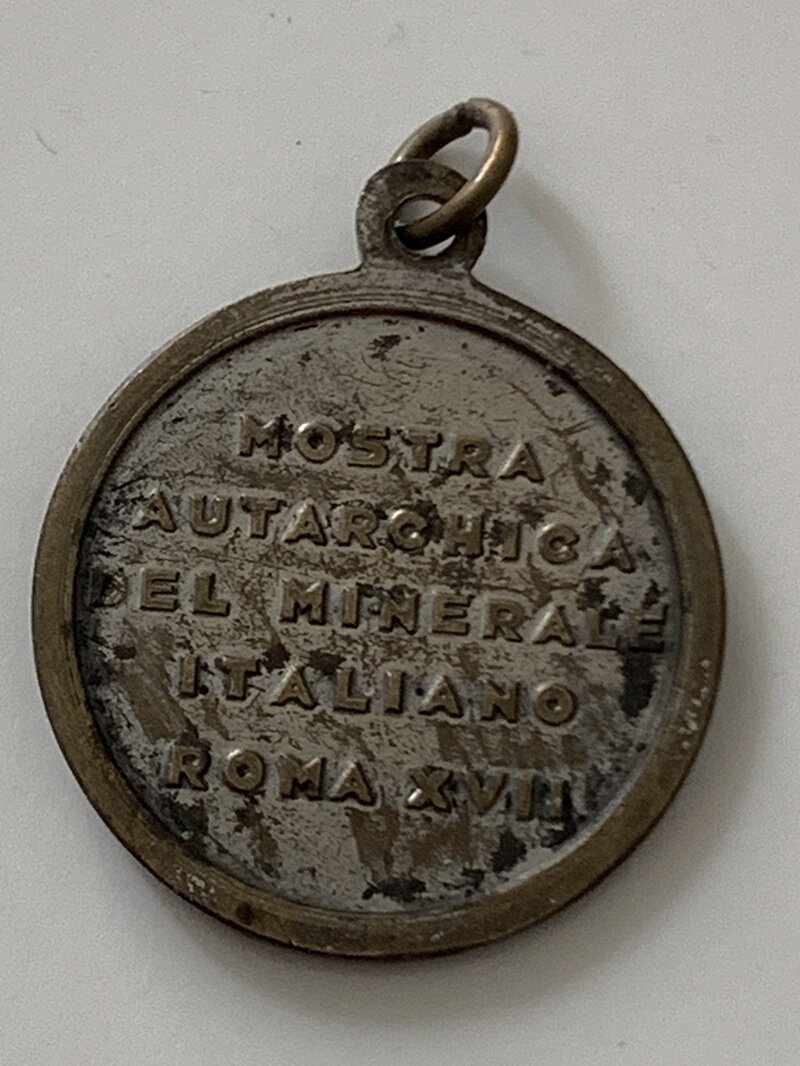 MOSTRA
AUTARCHICA
DEL MINERALE
ITALIANO
ROMA XVII